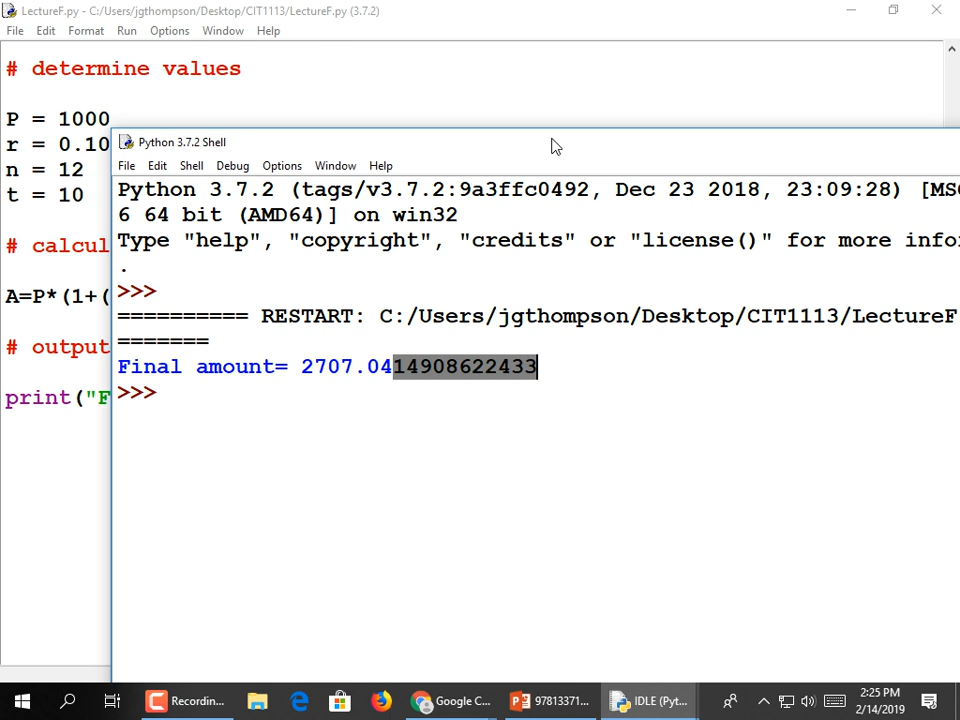 LectureF.py - C:/Users/jgthompson/Desktop/CIT1113/LectureF.py (3.7.2)
File Edit Format Run Options Window Help
# determine values
P = 1000
r = 0.10
n = 12
t = 10
# calcul
A=P*(1+(
# output
print("F
Python 3.7.2 Shell
File Edit Shell Debug Options Window Help
Python 3.7.2 (tags/v3.7.2:9a3ffc0492, Dec 23 2018, 23:09:28) [MSC
6 64 bit (AMD64)] on win32
Type "help", "copyright", "credits" or "license()" for more info
.
>>>
========== RESTART: C:/Users/jgthompson/Desktop/CIT1113/LectureF
=======
Final amount= 2707.0414908622433
>>>
Recordin...
Google C...
97813371...
IDLE (Pyt...
2:25 PM
2/14/2019